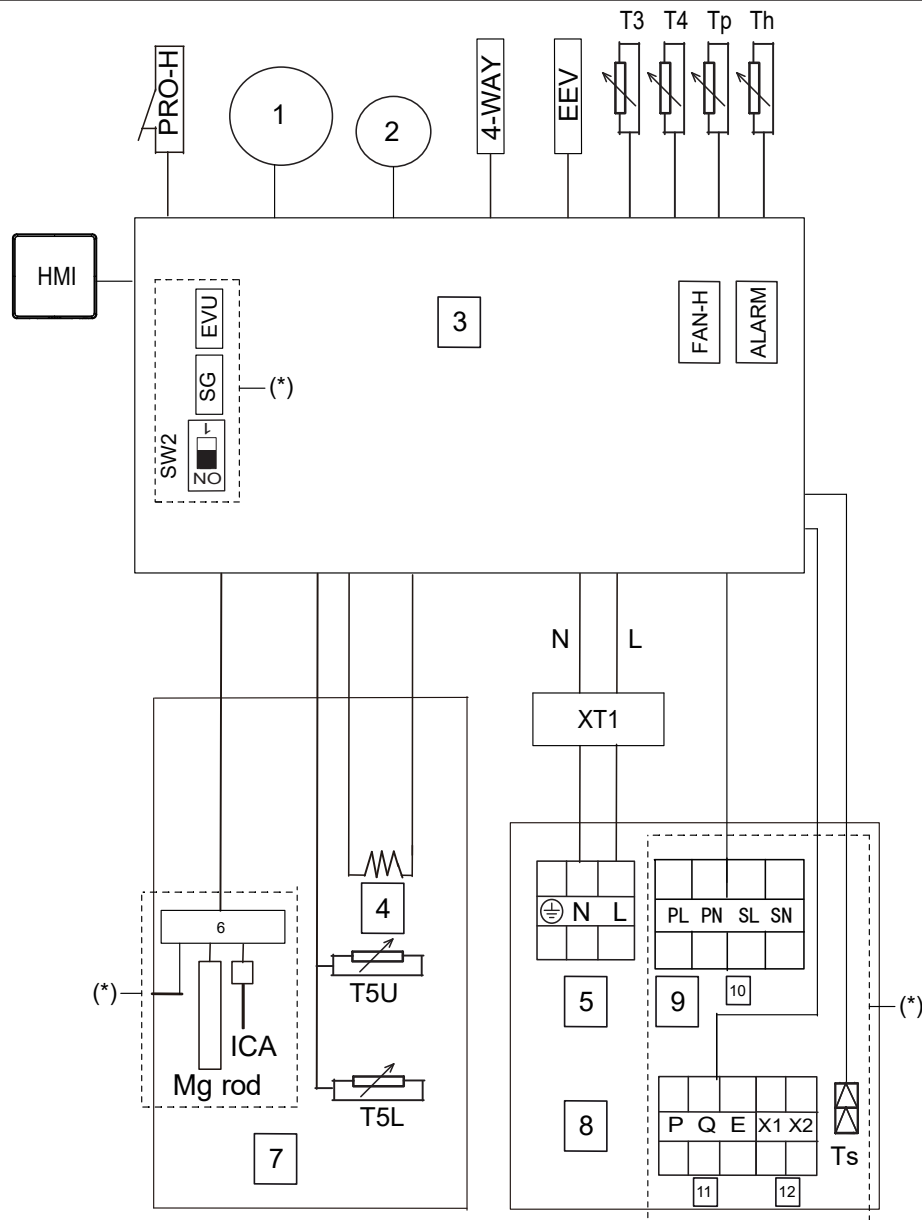 T3 T4 Tp Th
PRO-H
1
2
4-WAY
EEV
HMI
EVU
SG
SW2
1
ON
(*)
3
FAN-H
ALARM
N L
XT1
4
6
(*)
ICA
Mg rod
T5U
T5L
7
N L
5
PL PN SL SN
9
10
(*)
8
P Q E X1 X2
11
12
Ts